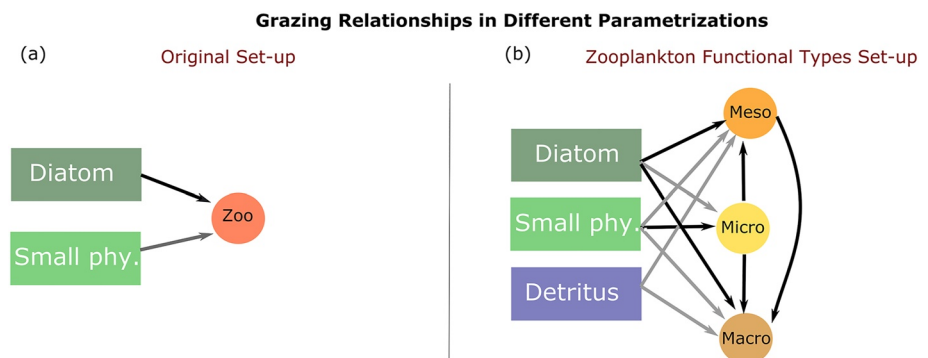 Grazing Relationships in Different Parametrizations
(a)
Original Set-up
Diatom
Small phy.
Zoo
(b)
Zooplankton Functional Types Set-up
Diatom
Small phy.
Detritus
Meso
Micro
Macro